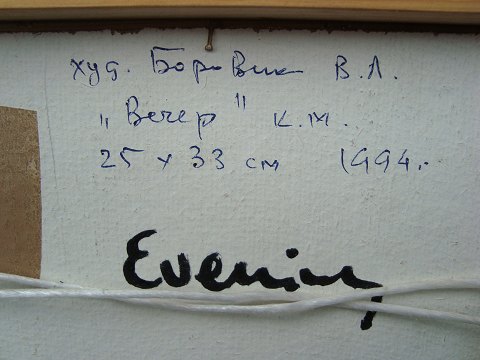 худ. Боровик В.Л.
„Вечер" к.м.
25 х 33 см 1994.
Evening